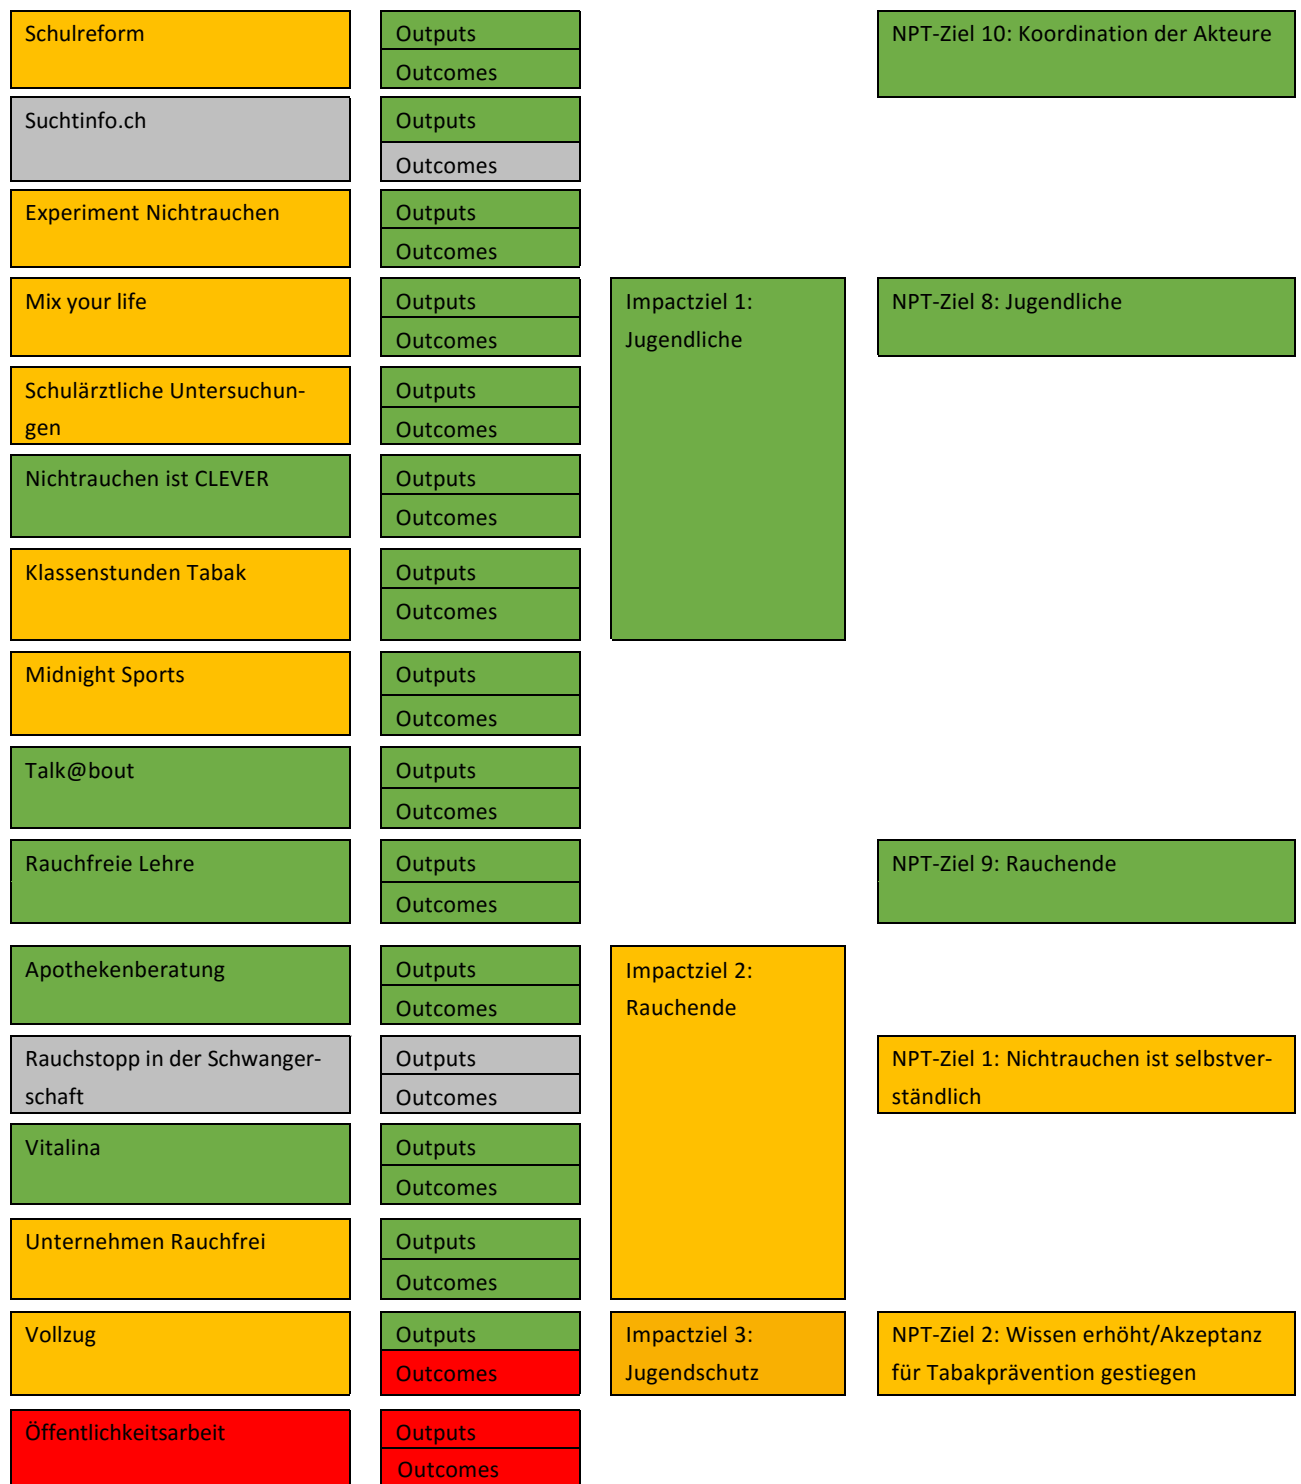 Schulreform
Outputs
Outcomes
NPT-Ziel 10: Koordination der Akteure
Suchtinfo.ch
Outputs
Outcomes
Experiment Nichtrauchen
Outputs
Outcomes
Mix your life
Outputs
Outcomes
Impactziel 1:
Jugendliche
NPT-Ziel 8: Jugendliche
Schulärztliche Untersuchun-
gen
Outputs
Outcomes
Nichtrauchen ist CLEVER
Outputs
Outcomes
Klassenstunden Tabak
Outputs
Outcomes
Midnight Sports
Outputs
Outcomes
Talk@bout
Outputs
Outcomes
Rauchfreie Lehre
Outputs
Outcomes
NPT-Ziel 9: Rauchende
Apothekenberatung
Outputs
Outcomes
Impactziel 2:
Rauchende
Rauchstopp in der Schwanger-
schaft
Outputs
Outcomes
NPT-Ziel 1: Nichtrauchen ist selbstver-
ständlich
Vitalina
Outputs
Outcomes
Unternehmen Rauchfrei
Outputs
Outcomes
Vollzug
Outputs
Outcomes
Impactziel 3:
Jugendschutz
NPT-Ziel 2: Wissen erhöht/Akzeptanz
für Tabakprävention gestiegen
Öffentlichkeitsarbeit
Outputs
Outcomes